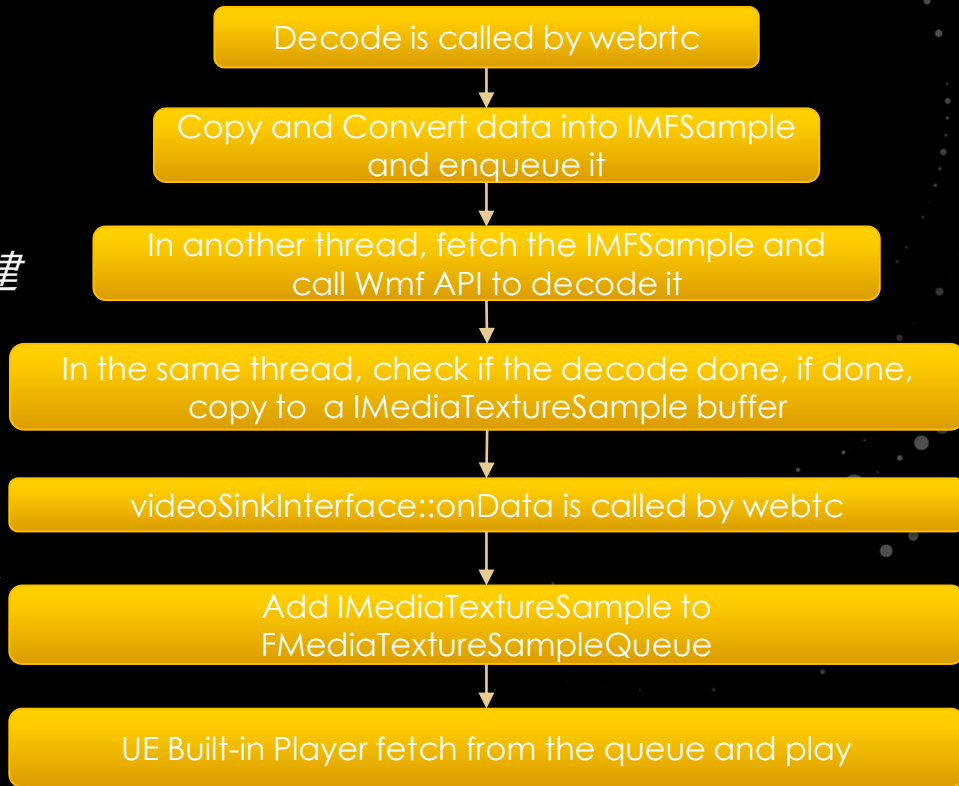 Decode is called by webrtc
Copy and Convert data into IMFSample
and enqueue it
In another thread, fetch the IMFSample and
call Wmf API to decode it
In the same thread, check if the decode done, if done,
copy to  a IMediaTextureSample buffer
videoSinkInterface::onData is called by webtc
Add IMediaTextureSample to
FMediaTextureSampleQueue
UE Built-in Player fetch from the queue and play